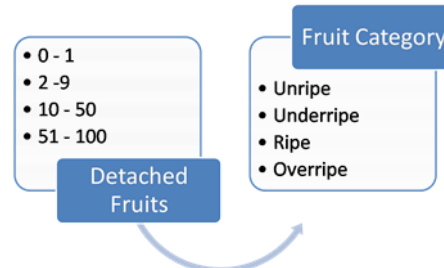 • 0 - 1
• 2 -9
• 10 - 50
• 51 - 100
Detached
Fruits
Fruit Category
• Unripe
• Underripe
• Ripe
• Overripe